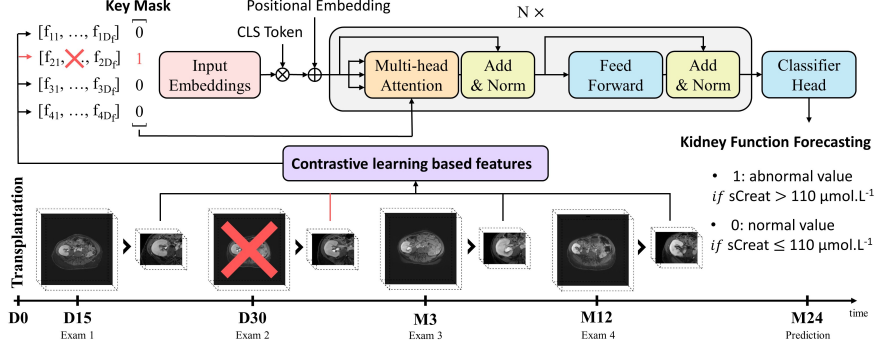 Key Mask
Positional Embedding
CLS Token
N ×
[f11, …, f1Df] 0
[f21, …, f2Df] 1
[f31, …, f3Df] 0
[f41, …, f4Df] 0
Input
Embeddings
Multi-head
Attention
Add
& Norm
Feed
Forward
Add
& Norm
Classifier
Head
Kidney Function Forecasting
• 1: abnormal value
if sCreat > 110 μmol.L-1
• 0: normal value
if sCreat ≤ 110 μmol.L-1
Contrastive learning based features
Transplantation
D0 D15 D30 M3 M12 M24 time
Exam 1 Exam 2 Exam 3 Exam 4 Prediction